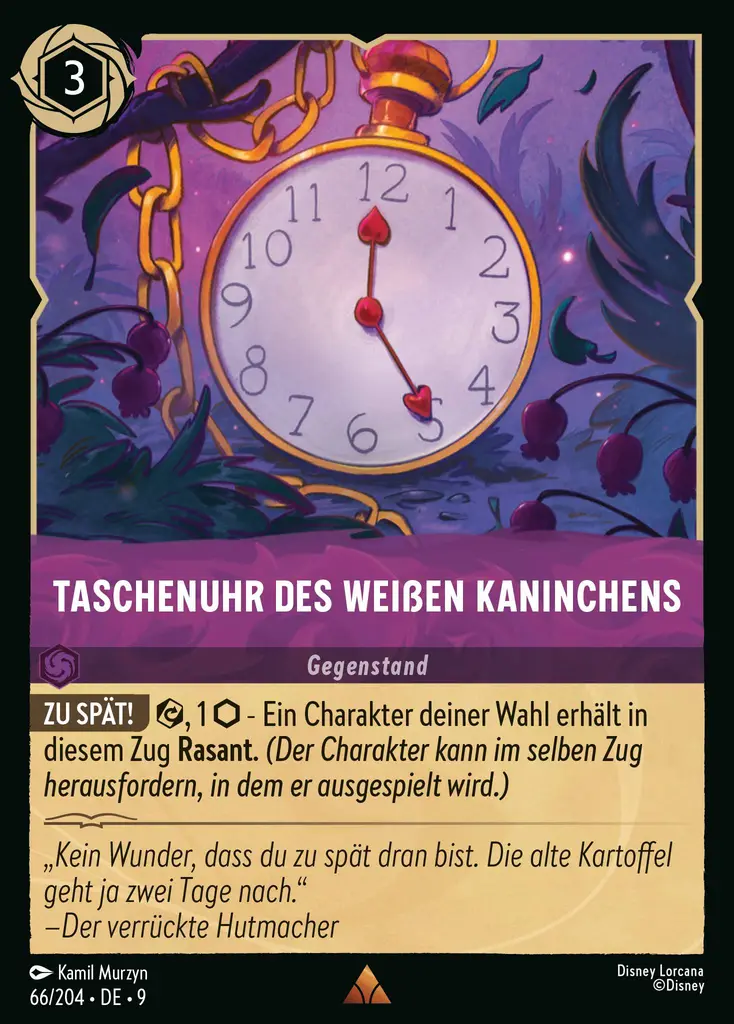 3
12
11
1
10
2
9
3
8
4
7
5
6
TASCHENUHR DES WEIẞEN KANINCHENS
Gegenstand
ZU SPÄT! , 1 - Ein Charakter deiner Wahl erhält in
diesem Zug Rasant. (Der Charakter kann im selben Zug
herausfordern, in dem er ausgespielt wird.)
„Kein Wunder, dass du zu spät dran bist. Die alte Kartoffel
geht ja zwei Tage nach.“
–Der verrückte Hutmacher
Kamil Murzyn
Disney Lorcana
66/204 • DE • 9
©Disney